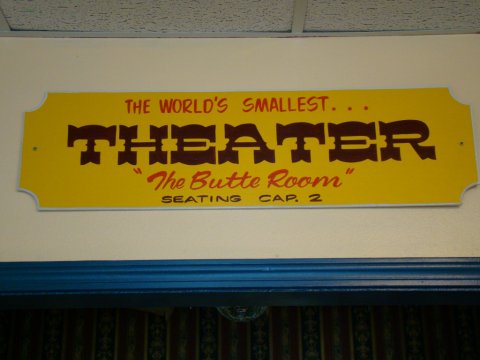 THE WORLD'S SMALLEST...
THEATER
"The Butte Room"
SEATING CAP. 2